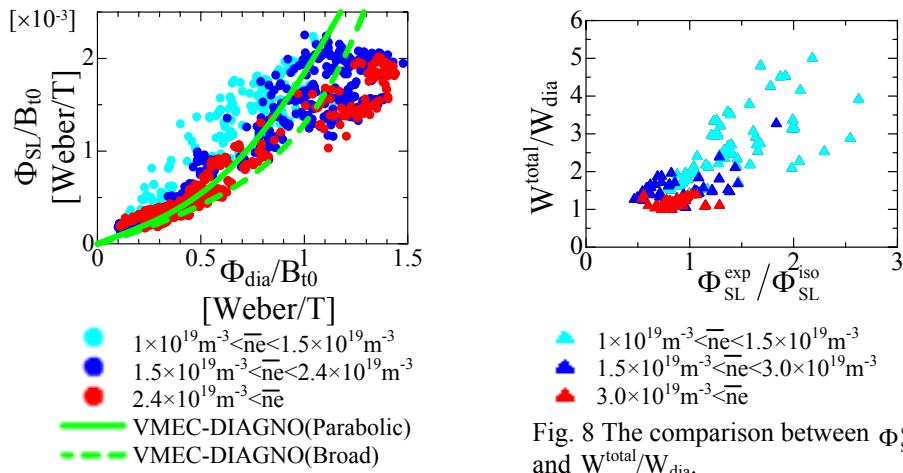 [×10⁻³]
Φ_SL/B_t0
[Weber/T]
2
1
0
0 0.5 1 1.5
Φ_dia/B_t0
[Weber/T]
1×10¹⁹m⁻³<n̅e̅<1.5×10¹⁹m⁻³
1.5×10¹⁹m⁻³<n̅e̅<2.4×10¹⁹m⁻³
2.4×10¹⁹m⁻³<n̅e̅
VMEC-DIAGNO(Parabolic)
VMEC-DIAGNO(Broad)
W^total/W_dia
6
5
4
3
2
1
0
0 1 2 3
Φ_SL^exp/Φ_SL^iso
1×10¹⁹m⁻³<n̅e̅<1.5×10¹⁹m⁻³
1.5×10¹⁹m⁻³<n̅e̅<3.0×10¹⁹m⁻³
3.0×10¹⁹m⁻³<n̅e̅
Fig. 8 The comparison between
and W^total/W_dia.